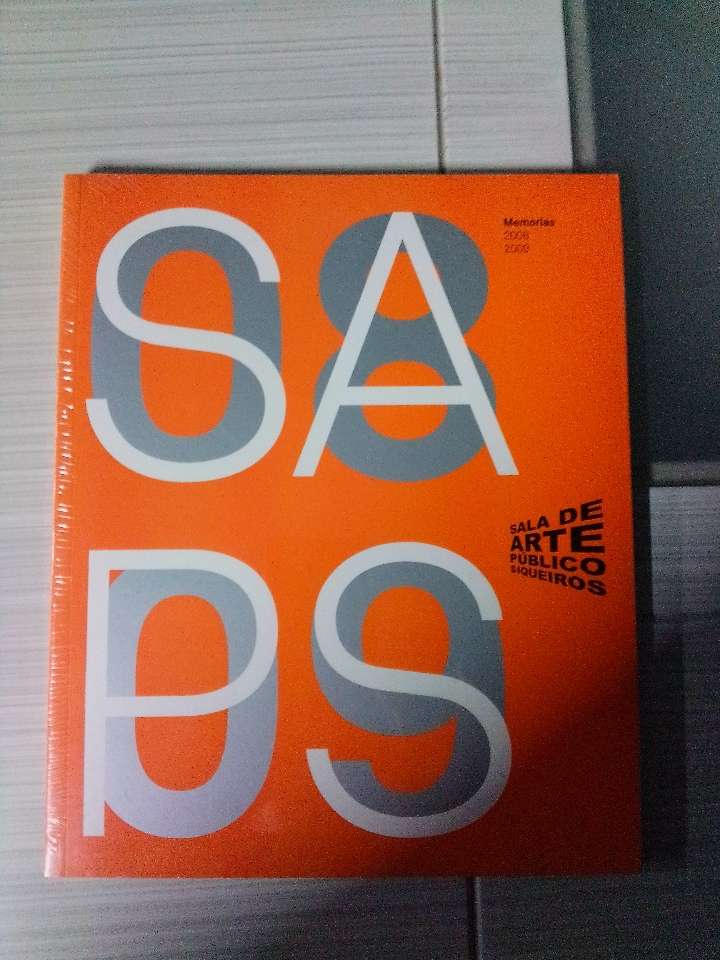 Memorias
2008
2009
SA
08
PS
09
SALA DE
ARTE
PÚBLICO
SIQUEIROS